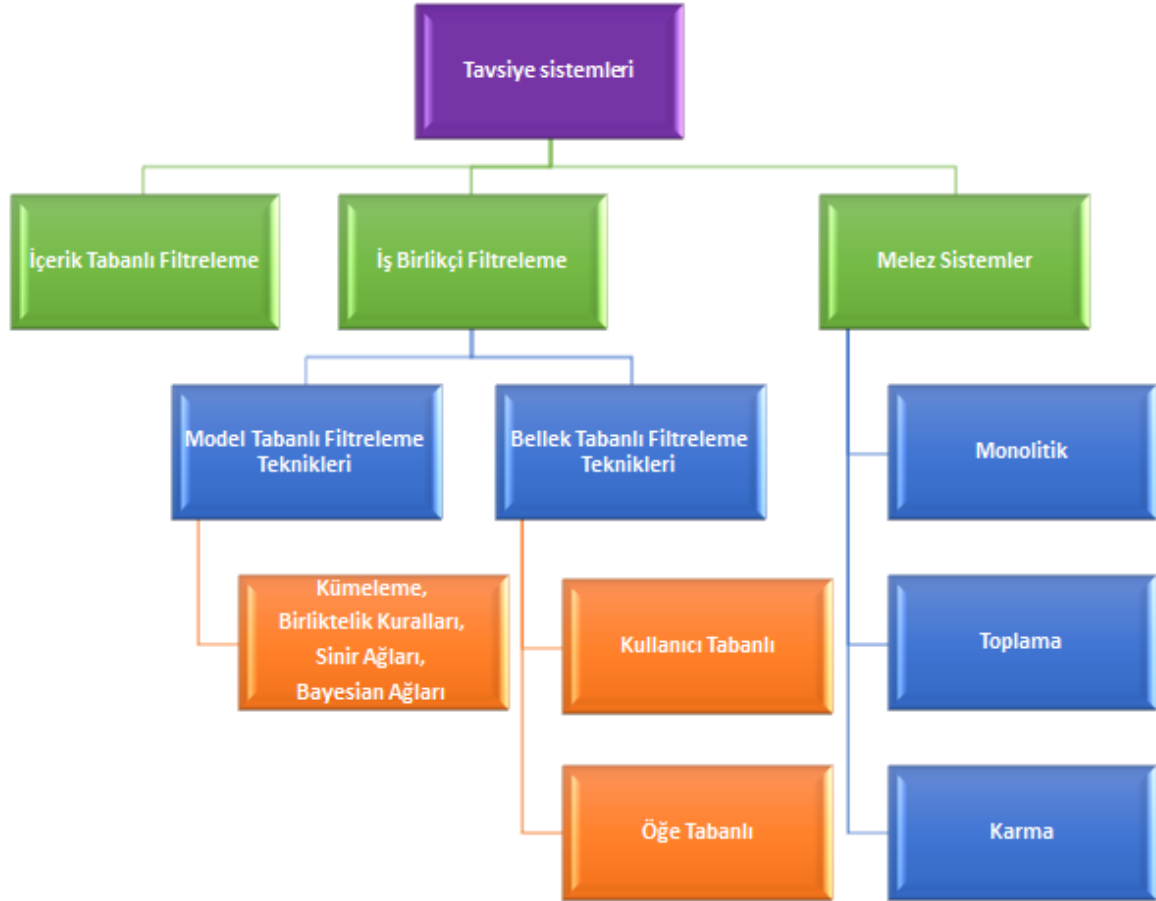 Tavsiye sistemleri
İçerik Tabanlı Filtreleme
İş Birlikçi Filtreleme
Melez Sistemler
Model Tabanlı Filtreleme
Teknikleri
Bellek Tabanlı Filtreleme
Teknikleri
Monolitik
Kümeleme,
Birliktelik Kuralları,
Sinir Ağları,
Bayesian Ağları
Kullanıcı Tabanlı
Toplama
Öğe Tabanlı
Karma